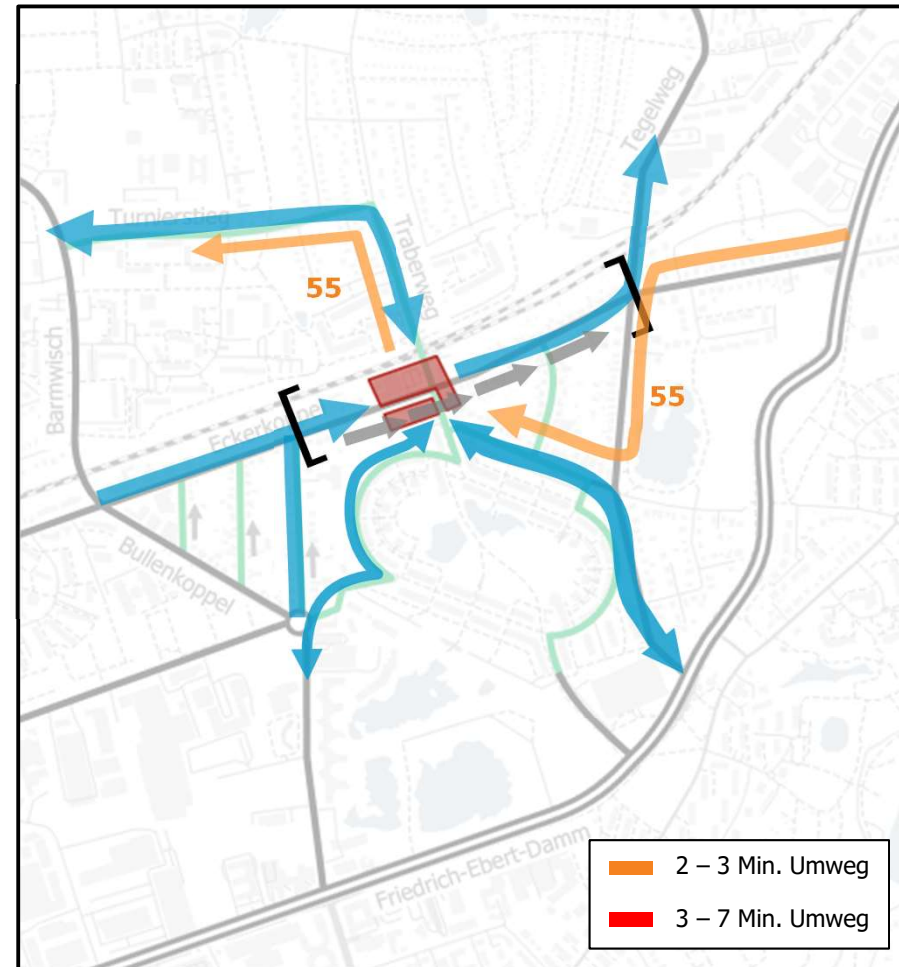 Tegelweg
Turnierstieg
Traberweg
55
Barmwisch
55
Eckerkoppel
Bullenkoppel
Friedrich-Ebert-Damm
2 – 3 Min. Umweg
3 – 7 Min. Umweg